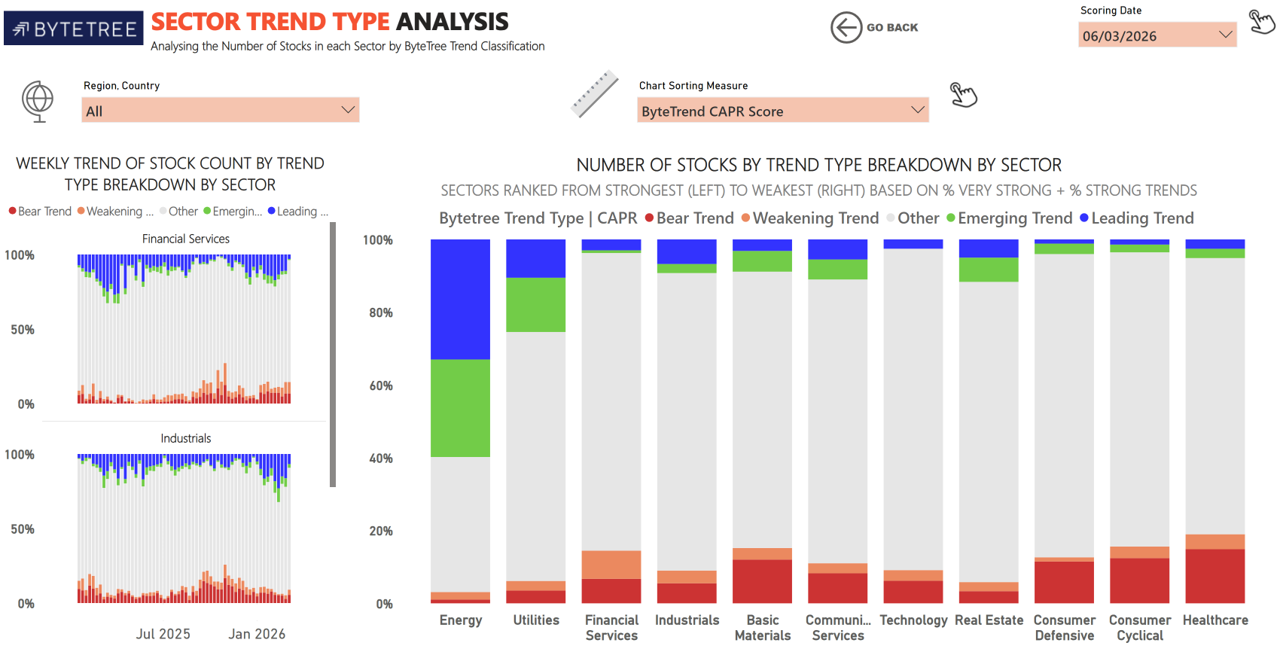 BYTETREE
SECTOR TREND TYPE ANALYSIS
Analysing the Number of Stocks in each Sector by ByteTree Trend Classification
GO BACK
Scoring Date
06/03/2026
Region, Country
All
Chart Sorting Measure
ByteTrend CAPR Score
WEEKLY TREND OF STOCK COUNT BY TREND
TYPE BREAKDOWN BY SECTOR
Bear Trend Weakening ... Other Emergin... Leading ...
Financial Services
100%
50%
0%
Industrials
100%
50%
0%
Jul 2025 Jan 2026
NUMBER OF STOCKS BY TREND TYPE BREAKDOWN BY SECTOR
SECTORS RANKED FROM STRONGEST (LEFT) TO WEAKEST (RIGHT) BASED ON % VERY STRONG + % STRONG TRENDS
Bytetree Trend Type | CAPR Bear Trend Weakening Trend Other Emerging Trend Leading Trend
100%
80%
60%
40%
20%
0%
Energy
Utilities
Financial
Services
Industrials
Basic
Materials
Communi...
Services
Technology
Real Estate
Consumer
Defensive
Consumer
Cyclical
Healthcare